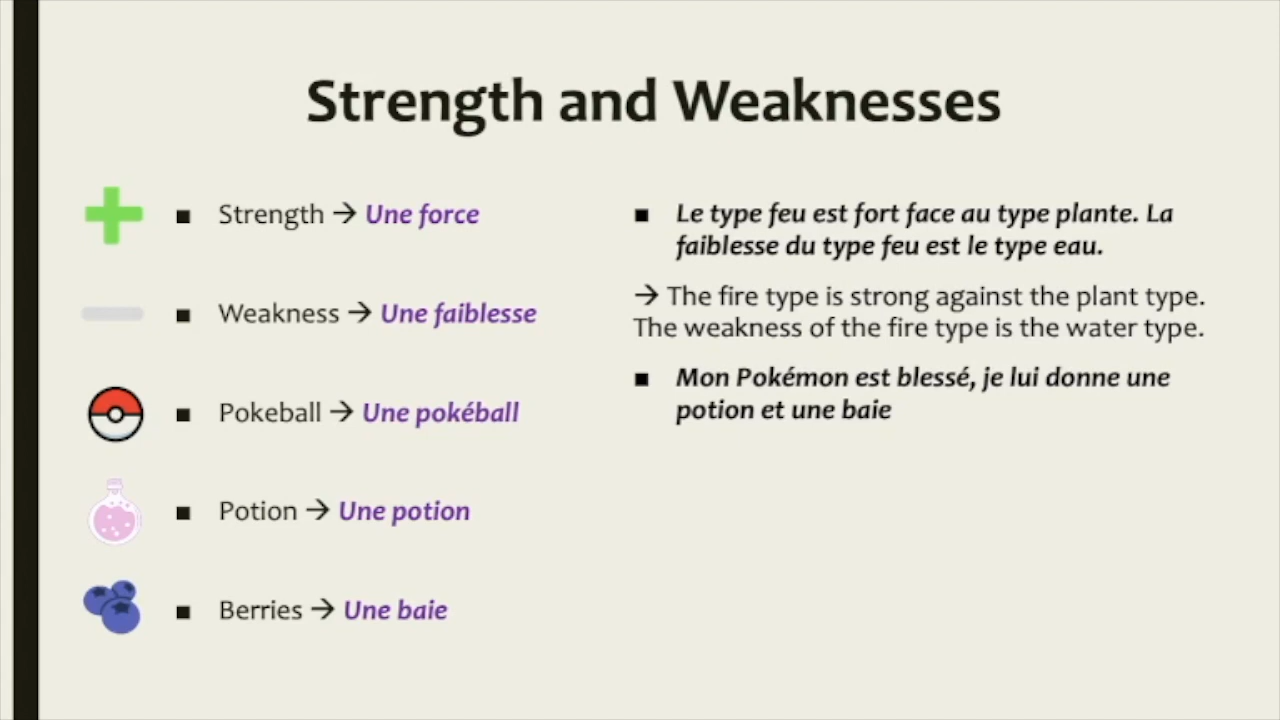 Strength and Weaknesses
Strength → Une force
Weakness → Une faiblesse
Pokeball → Une pokéball
Potion → Une potion
Berries → Une baie
Le type feu est fort face au type plante. La
faiblesse du type feu est le type eau.
→ The fire type is strong against the plant type.
The weakness of the fire type is the water type.
Mon Pokémon est blessé, je lui donne une
potion et une baie